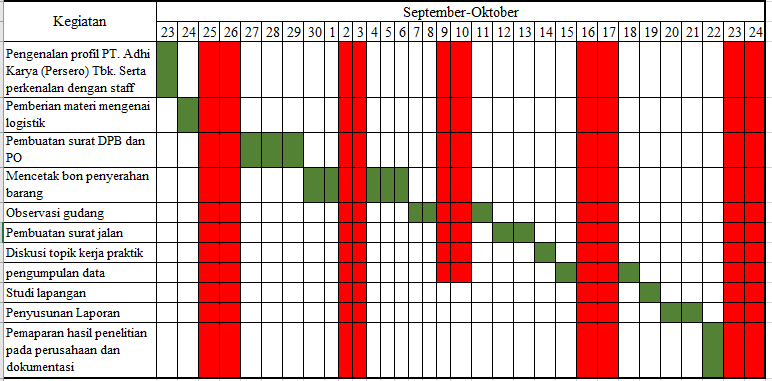 Kegiatan
September-Oktober
23 24 25 26 27 28 29 30 1 2 3 4 5 6 7 8 9 10 11 12 13 14 15 16 17 18 19 20 21 22 23 24
Pengenalan profil PT. Adhi
Karya (Persero) Tbk. Serta
perkenalan dengan staff
Pemberian materi mengenai
logistik
Pembuatan surat DPB dan
PO
Mencetak bon penyerahan
barang
Observasi gudang
Pembuatan surat jalan
Diskusi topik kerja praktik
pengumpulan data
Studi lapangan
Penyusunan Laporan
Pemaparan hasil penelitian
pada perusahaan dan
dokumentasi